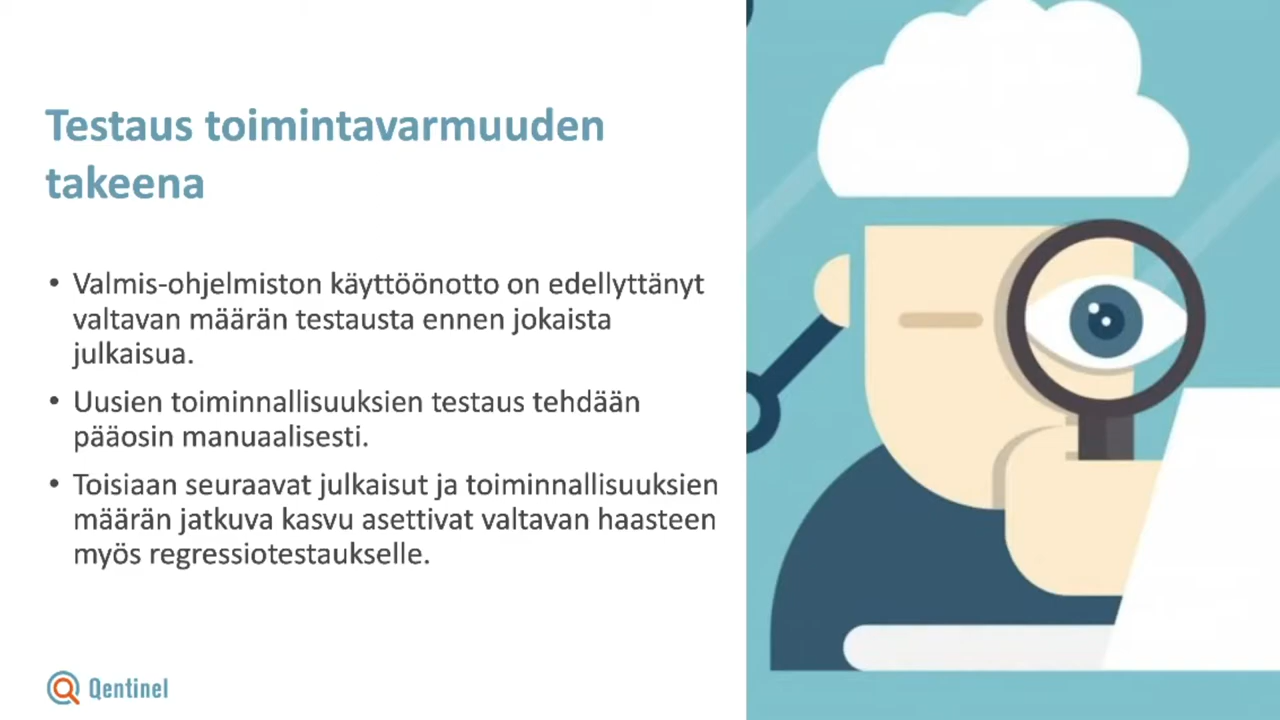 Testaus toimintavarmuuden
takeena
• Valmis-ohjelmiston käyttöönotto on edellyttänyt
valtavan määrän testausta ennen jokaista
julkaisua.
• Uusien toiminnallisuuksien testaus tehdään
pääosin manuaalisesti.
• Toisiaan seuraavat julkaisut ja toiminnallisuuksien
määrän jatkuva kasvu asettivat valtavan haasteen
myös regressiotestaukselle.
Qentinel